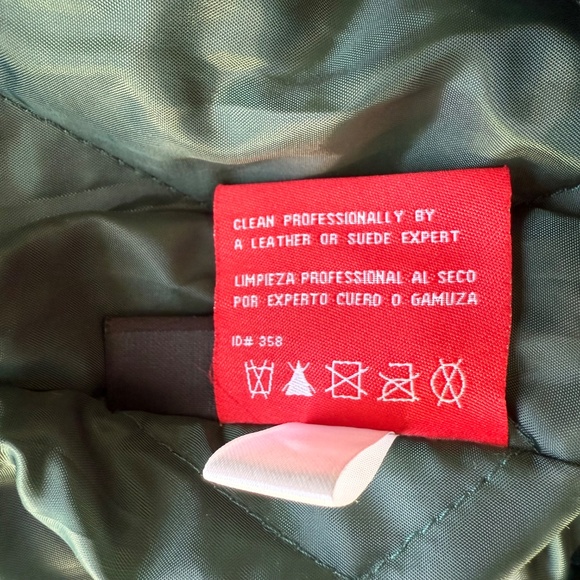 CLEAN PROFESSIONALLY BY
A LEATHER OR SUEDE EXPERT
LIMPIEZA PROFESSIONAL AL SECO
POR EXPERTO CUERO O GAMUZA
ID# 358